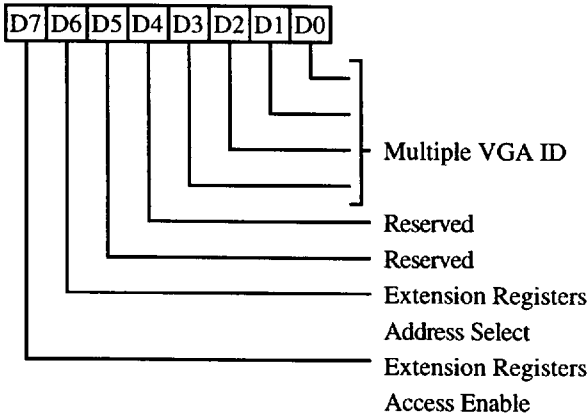 D7 D6 D5 D4 D3 D2 D1 D0
Multiple VGA ID
Reserved
Reserved
Extension Registers
Address Select
Extension Registers
Access Enable